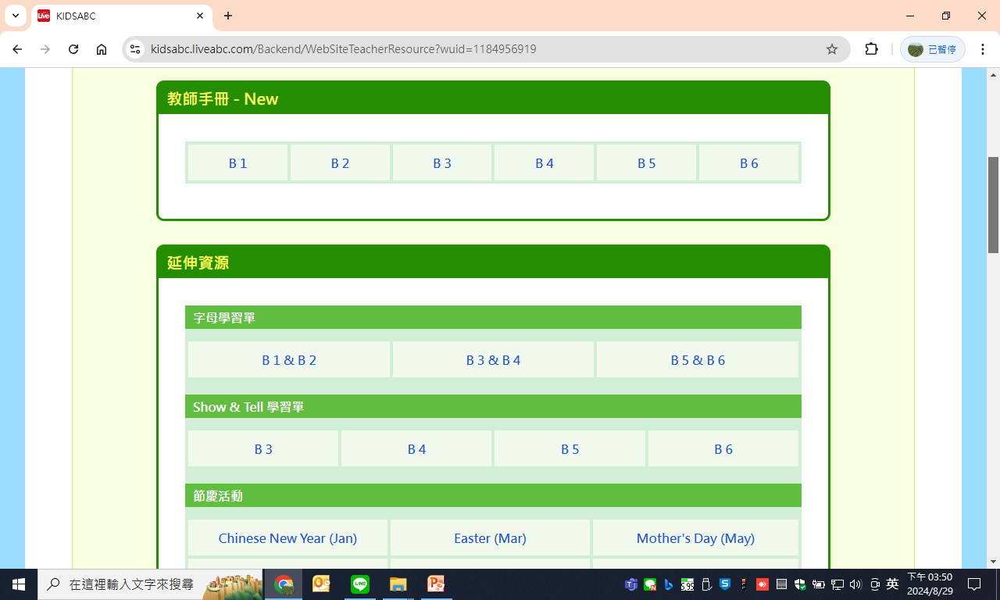 KIDSABC
kidsabc.liveabc.com/Backend/WebSiteTeacherResource?wuid=1184956919
已暫停
教師手冊 - New
B 1 B 2 B 3 B 4 B 5 B 6
延伸資源
字母學習單
B 1 & B 2 B 3 & B 4 B 5 & B 6
Show & Tell 學習單
B 3 B 4 B 5 B 6
節慶活動
Chinese New Year (Jan) Easter (Mar) Mother's Day (May)
在這裡輸入文字來搜尋
英
下午 03:50
2024/8/29